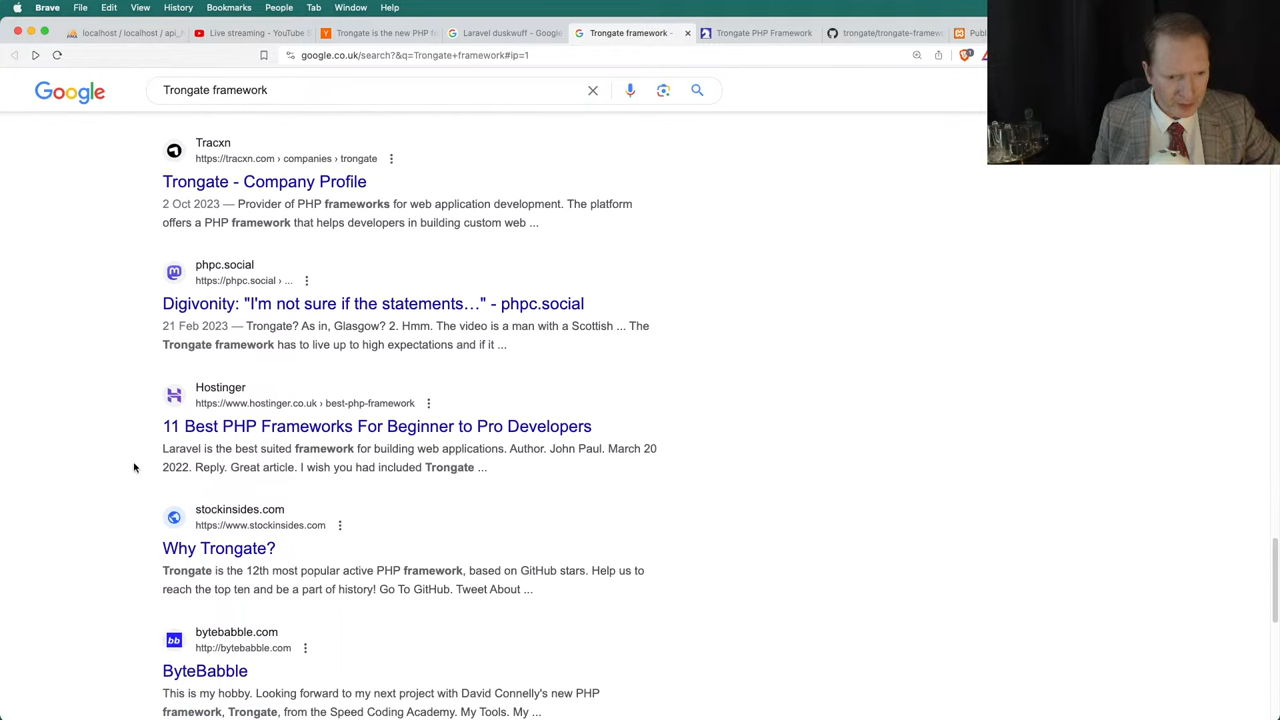 Brave File Edit View History Bookmarks People Tab Window Help
localhost / localhost / api_
Live streaming - YouTube S
Trongate is the new PHP f
Laravel duskwuff - Google
Trongate framework -
Trongate PHP Framework
trongate/trongate-framew
Publ
google.co.uk/search?&q=Trongate+framework#ip=1
Google
Trongate framework
Tracxn
https://tracxn.com › companies › trongate
Trongate - Company Profile
2 Oct 2023 — Provider of PHP frameworks for web application development. The platform
offers a PHP framework that helps developers in building custom web ...
phpc.social
https://phpc.social › ...
Digivonity: "I'm not sure if the statements…" - phpc.social
21 Feb 2023 — Trongate? As in, Glasgow? 2. Hmm. The video is a man with a Scottish ... The
Trongate framework has to live up to high expectations and if it ...
Hostinger
https://www.hostinger.co.uk › best-php-framework
11 Best PHP Frameworks For Beginner to Pro Developers
Laravel is the best suited framework for building web applications. Author. John Paul. March 20
2022. Reply. Great article. I wish you had included Trongate ...
stockinsides.com
https://www.stockinsides.com
Why Trongate?
Trongate is the 12th most popular active PHP framework, based on GitHub stars. Help us to
reach the top ten and be a part of history! Go To GitHub. Tweet About ...
bb
bytebabble.com
http://bytebabble.com
ByteBabble
This is my hobby. Looking forward to my next project with David Connelly's new PHP
framework, Trongate, from the Speed Coding Academy. My Tools. My ...